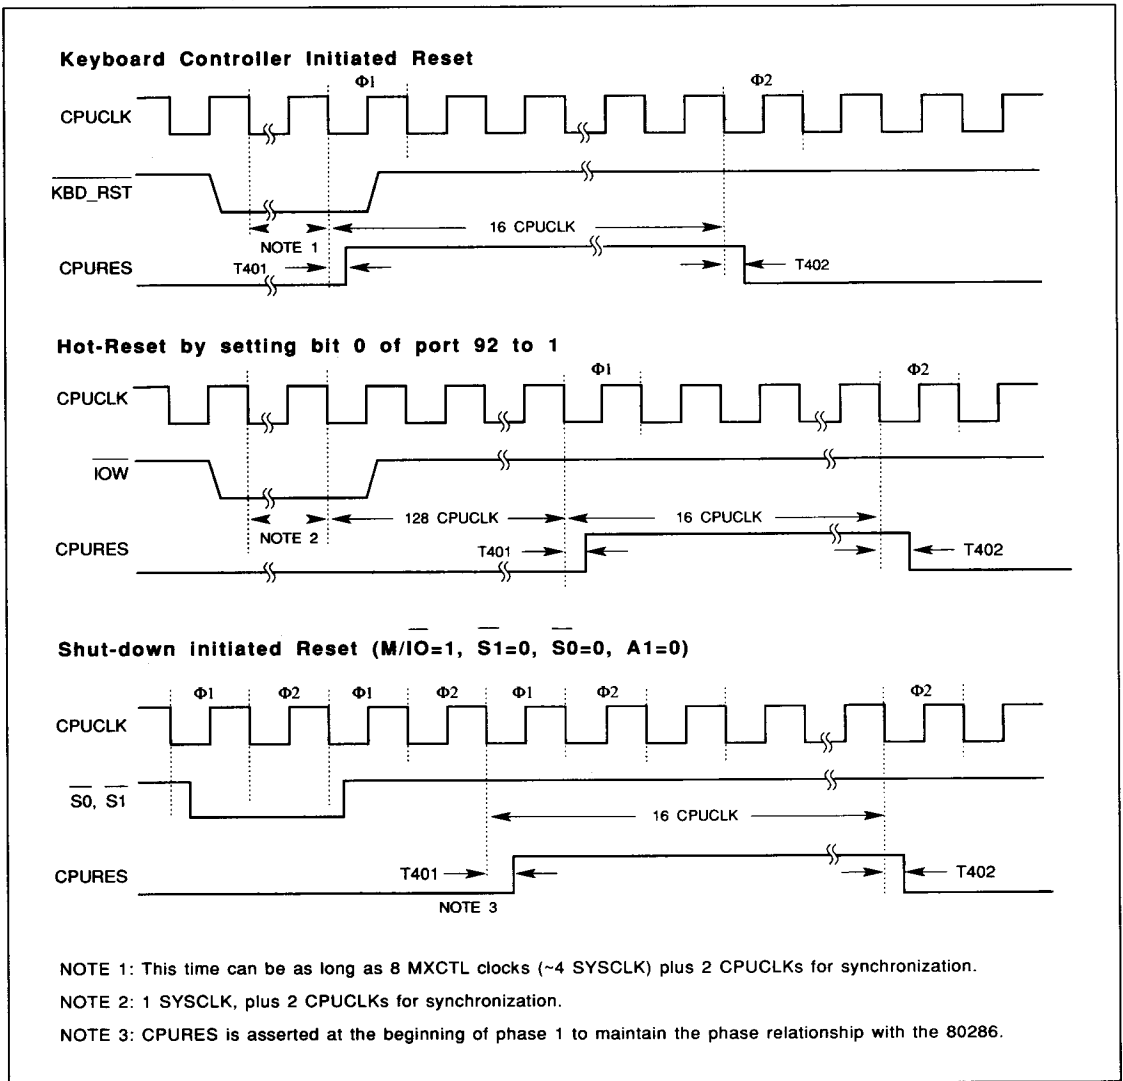 Keyboard Controller Initiated Reset
Φ1 Φ2
CPUCLK
KBD_RST
16 CPUCLK
NOTE 1
CPURES
T401 T402
Hot-Reset by setting bit 0 of port 92 to 1
Φ1 Φ2
CPUCLK
IOW
128 CPUCLK 16 CPUCLK
NOTE 2
CPURES
T401 T402
Shut-down initiated Reset (M/IO=1, S1=0, S0=0, A1=0)
Φ1 Φ2 Φ1 Φ2 Φ1 Φ2 Φ2
CPUCLK
S0, S1
16 CPUCLK
CPURES
T401 T402
NOTE 3
NOTE 1: This time can be as long as 8 MXCTL clocks (~4 SYSCLK) plus 2 CPUCLKs for synchronization.
NOTE 2: 1 SYSCLK, plus 2 CPUCLKs for synchronization.
NOTE 3: CPURES is asserted at the beginning of phase 1 to maintain the phase relationship with the 80286.